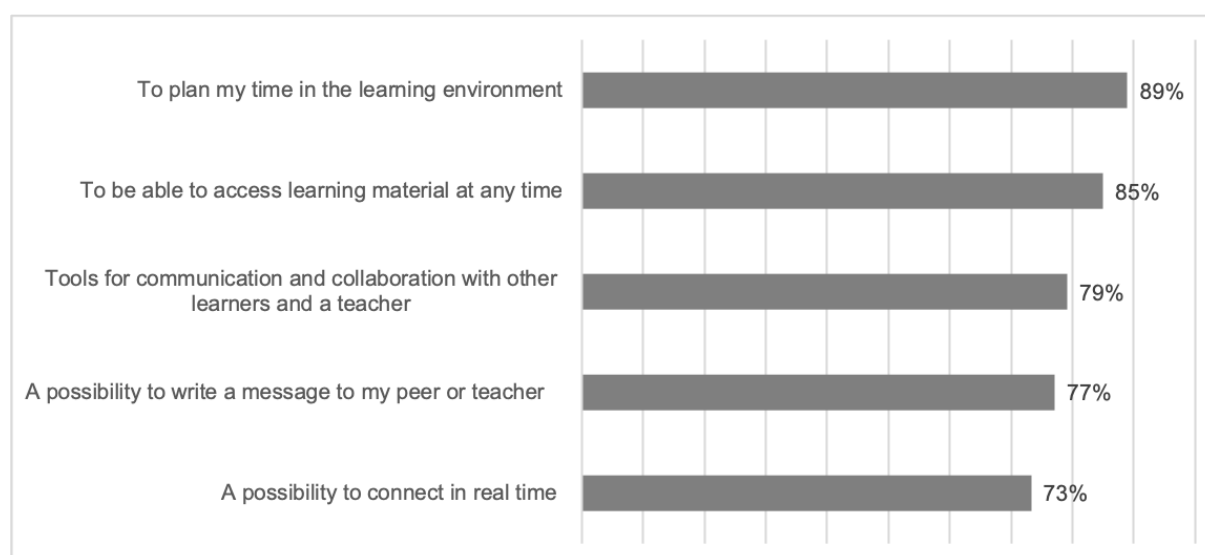 To plan my time in the learning environment
89%
To be able to access learning material at any time
85%
Tools for communication and collaboration with other
learners and a teacher
79%
A possibility to write a message to my peer or teacher
77%
A possibility to connect in real time
73%